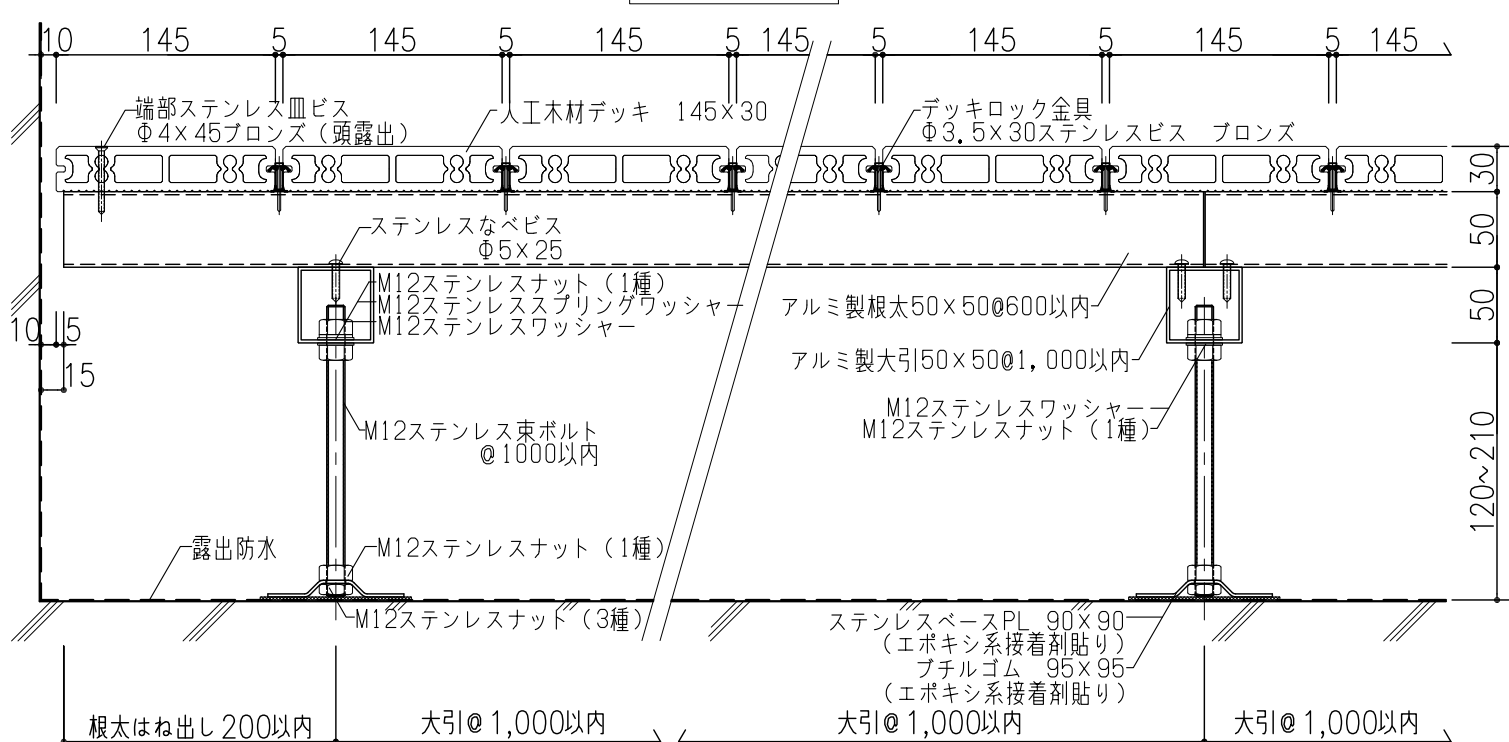 10 145 5 145 5 145 5 145 5 145 5 145 5 145
端部ステンレス皿ビス
Φ4×45ブロンズ（頭露出）
人工木材デッキ 145×30
デッキロック金具
Φ3.5×30ステンレスビス ブロンズ
30
50
50
120~210
ステンレスなべビス
Φ5×25
M12ステンレスナット（1種）
M12ステンレススプリングワッシャー
M12ステンレスワッシャー
アルミ製根太50×50@600以内
アルミ製大引50×50@1,000以内
10 5
15
M12ステンレスワッシャー
M12ステンレスナット（1種）
M12ステンレス束ボルト
@1000以内
露出防水
M12ステンレスナット（1種）
M12ステンレスナット（3種）
ステンレスベースPL 90×90
（エポキシ系接着剤貼り）
ブチルゴム 95×95
（エポキシ系接着剤貼り）
根太はね出し200以内 大引@1,000以内 大引@1,000以内 大引@1,000以内